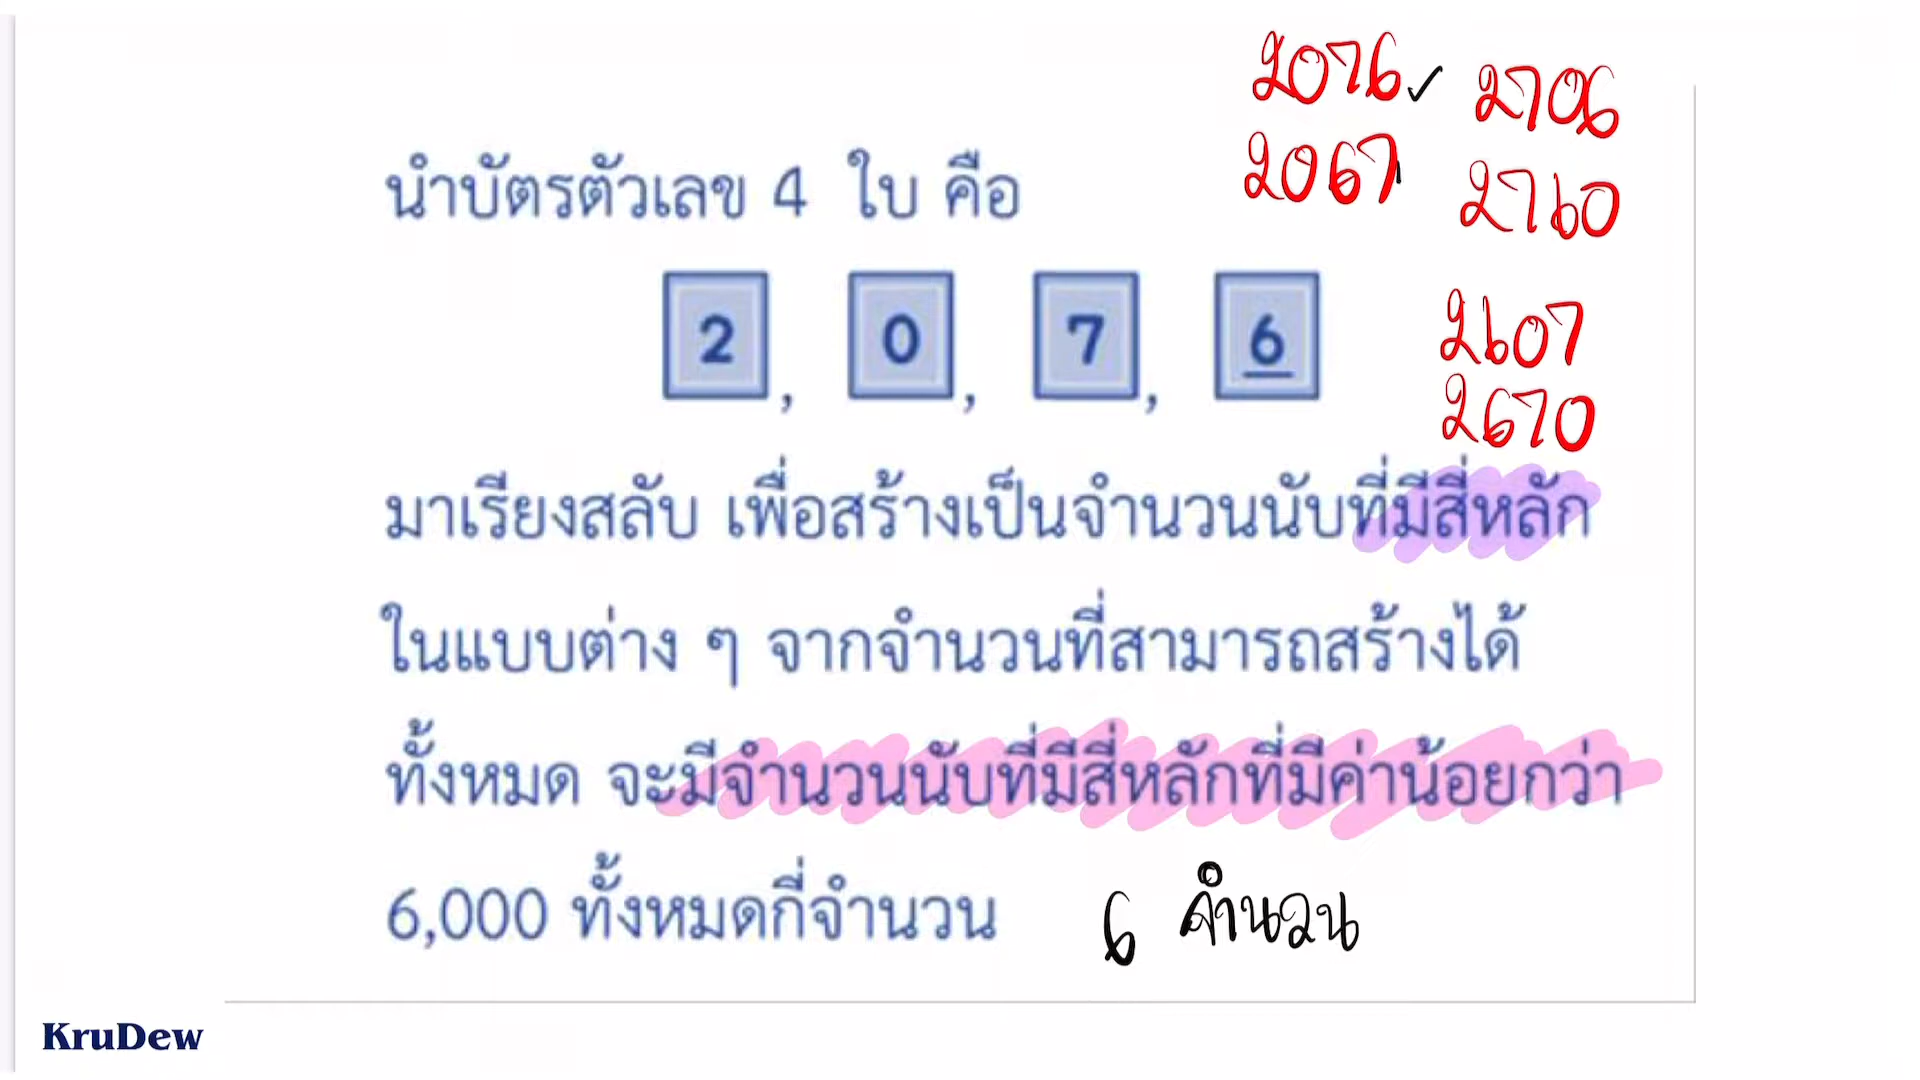 2076✓ 2706
2067 2760
นำบัตรตัวเลข 4 ใบ คือ
2 , 0 , 7 , 6
2607
2670
มาเรียงสลับ เพื่อสร้างเป็นจำนวนนับที่มีสี่หลัก
ในแบบต่าง ๆ จากจำนวนที่สามารถสร้างได้
ทั้งหมด จะมีจำนวนนับที่มีสี่หลักที่มีค่าน้อยกว่า
6,000 ทั้งหมดกี่จำนวน 6 จำนวน
KruDew